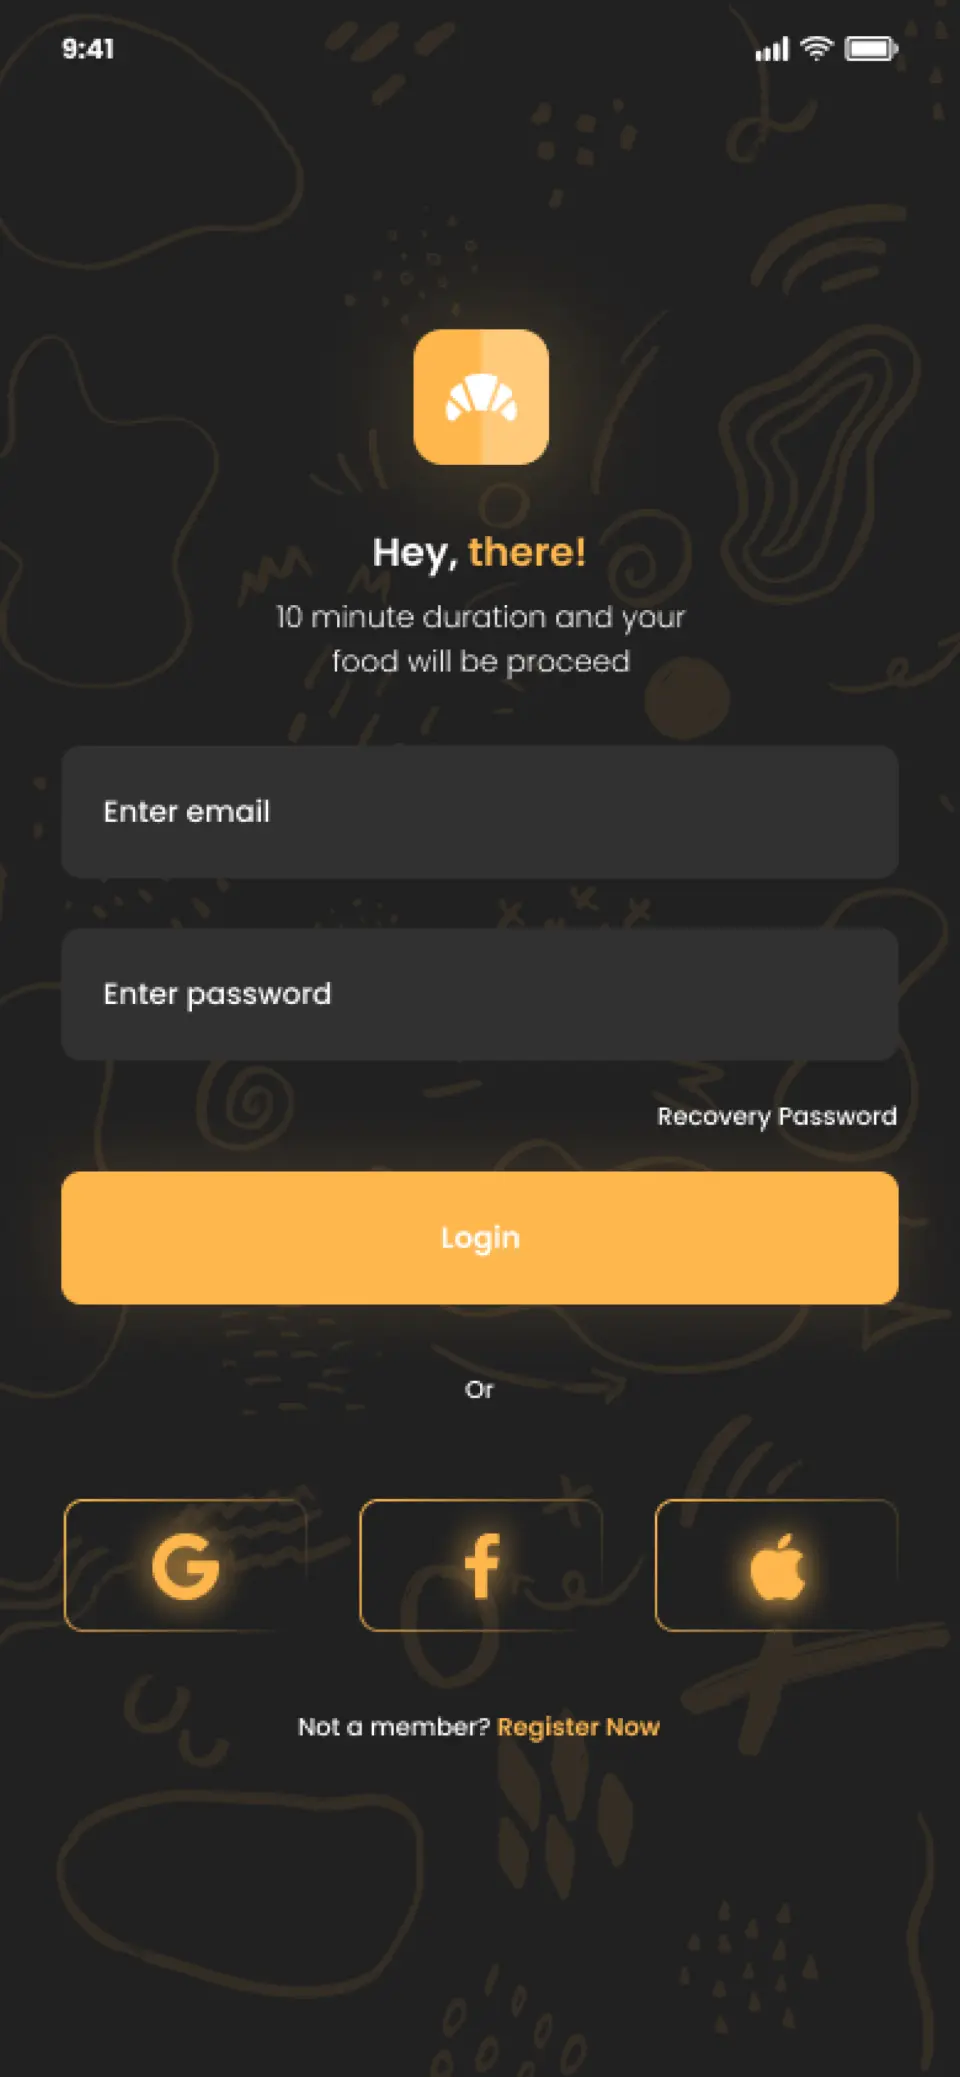 9:41
Hey, there!
10 minute duration and your
food will be proceed
Enter email
Enter password
Recovery Password
Login
Or
Not a member? Register Now